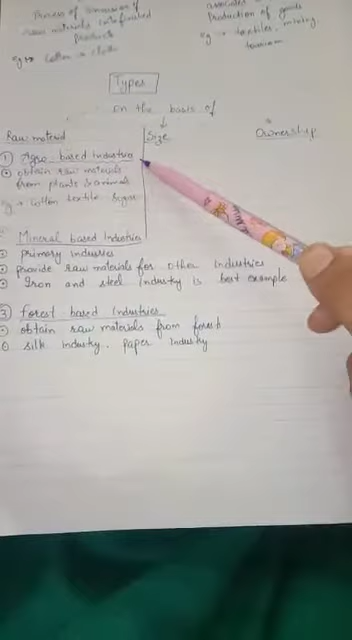 Process of conversion of
raw materials into finished
products
eg → Cotton → cloth
associated
Production of goods
eg → textiles, mining,
tourism
Types
on the basis of
Raw material
Size
Ownership
① Agro-based Industries
obtain raw materials
from plants & animals
eg → Cotton textile
Mineral based Industries
primary industries
provide raw materials for other industries
Iron and steel Industry is best example
③ forest based Industries
obtain raw materials from forest
silk industry, paper Industry